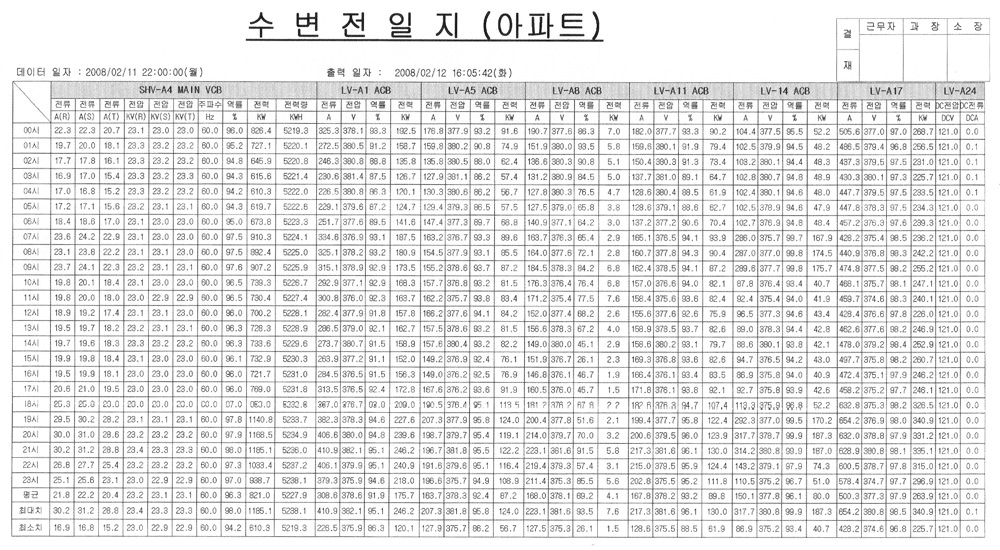 수 변 전 일 지 (아파트)
결 재 근무자 과 장 소 장
데이터 일자 : 2008/02/11 22:00:00(월) 출력 일자 : 2008/02/12 16:05:42(화)
SHV-A4 MAIN VCB LV-A1 ACB LV-A5 ACB LV-A8 ACB LV-A11 ACB LV-14 ACB LV-A17 LV-A24
전류 전류 전류 전압 전압 전압 주파수 역률 전력 전력량 전류 전압 역률 전력 전류 전압 역률 전력 전류 전압 역률 전력 전류 전압 역률 전력 전류 전압 역률 전력 전류 전압 역률 전력 DC전압 DC전류
A(R) A(S) A(T) KV(R) KV(S) KV(T) Hz % KW KWH A V % KW A V % KW A V % KW A V % KW A V % KW A V % KW DCV DCA
00시 22.3 22.3 20.7 23.1 23.0 23.0 60.0 96.0 826.4 5219.3 325.3 378.1 93.3 192.5 176.8 377.9 93.2 91.6 190.7 377.6 86.3 7.0 182.0 377.7 93.3 90.2 104.4 377.5 95.5 52.2 505.6 377.0 97.0 268.7 121.0 0.0
01시 19.7 20.0 18.1 23.3 23.2 23.2 60.0 95.2 727.1 5220.1 272.5 380.5 91.2 158.7 159.8 380.2 90.8 74.9 151.9 380.0 93.5 5.8 159.6 380.1 91.9 79.4 102.5 379.9 94.5 48.2 486.5 379.4 96.8 256.5 121.0 0.1
02시 17.7 17.8 16.1 23.3 23.2 23.2 60.0 94.8 645.9 5220.8 246.3 380.8 88.8 135.8 135.8 380.5 88.0 62.4 136.6 380.3 90.8 5.1 150.4 380.3 91.4 73.4 103.2 380.1 94.4 48.3 437.3 379.5 97.5 231.0 121.0 0.1
03시 16.9 17.0 15.4 23.3 23.2 23.2 60.0 94.3 615.6 5221.4 230.6 381.4 87.5 126.7 127.9 381.1 86.2 57.4 131.2 380.9 84.5 5.0 137.7 381.0 89.1 64.7 102.8 380.7 94.8 48.9 430.3 380.1 97.3 225.7 121.0 0.1
04시 17.0 16.8 15.2 23.3 23.2 23.2 60.0 94.2 610.3 5222.0 226.5 380.8 86.3 120.1 130.3 380.6 86.2 56.7 127.8 380.3 76.5 4.7 128.6 380.4 88.5 61.9 102.4 380.1 94.6 48.0 447.7 379.5 97.5 233.5 121.0 0.1
05시 17.2 17.1 15.6 23.2 23.1 23.1 60.0 94.3 619.7 5222.6 229.1 379.6 87.2 124.7 129.4 379.3 86.5 57.5 127.5 379.0 65.8 3.8 128.6 379.1 88.6 62.7 102.5 378.9 94.5 47.9 447.8 378.3 97.5 234.3 121.0 0.0
06시 18.4 18.6 17.0 23.1 23.0 23.0 60.0 95.0 673.8 5223.3 251.7 377.6 89.5 141.6 147.4 377.3 89.7 68.8 140.9 377.1 64.2 3.0 137.2 377.2 90.6 70.4 102.7 376.9 94.8 48.4 457.2 376.3 97.6 239.3 121.0 0.0
07시 23.6 24.2 22.9 23.1 23.0 23.0 60.0 97.5 910.3 5224.1 334.6 376.9 93.1 187.5 163.2 376.7 93.3 89.6 163.7 376.3 65.4 2.9 165.1 376.5 94.1 93.9 286.0 375.7 99.7 167.9 428.2 375.4 98.5 236.2 121.0 0.0
08시 23.1 23.8 22.2 23.1 23.0 23.0 60.0 97.5 892.4 5225.0 325.1 378.2 93.2 180.9 154.5 377.9 93.1 85.5 164.0 377.6 72.1 2.8 160.7 377.8 94.3 90.4 287.0 377.0 99.8 174.5 440.9 376.8 98.3 242.2 121.0 0.0
09시 23.7 24.1 22.3 23.1 23.1 23.1 60.0 97.6 907.2 5225.9 315.1 378.9 92.9 173.5 155.2 378.6 93.7 87.2 184.5 378.3 84.2 6.8 162.4 378.5 94.1 87.2 289.6 377.7 99.8 175.7 474.8 377.5 98.2 255.2 121.0 0.0
10시 19.8 20.1 18.4 23.1 23.0 23.0 60.0 96.5 739.3 5226.7 292.9 377.1 92.9 168.3 157.7 376.8 93.2 81.5 176.3 376.4 76.4 6.8 157.0 376.6 94.0 82.1 87.8 376.4 93.4 40.7 468.1 375.7 98.1 247.1 121.0 0.0
11시 19.8 20.0 18.0 23.0 22.9 22.9 60.0 96.5 730.4 5227.4 300.8 376.0 92.3 163.7 162.2 375.7 93.8 83.4 171.2 375.4 77.5 7.6 158.4 375.6 93.6 82.4 92.4 375.4 94.0 41.9 459.7 374.6 98.3 240.1 121.0 0.0
12시 18.9 19.2 17.4 23.1 23.0 23.0 60.0 96.0 700.2 5228.1 282.4 377.9 91.8 157.8 166.2 377.6 94.1 84.2 152.0 377.4 68.2 2.6 155.6 377.6 92.6 75.9 96.5 377.3 94.6 43.4 428.4 376.6 97.8 226.0 121.0 0.0
13시 19.5 19.7 18.2 23.1 23.0 23.0 60.0 96.3 728.3 5228.9 286.5 379.0 92.1 162.7 157.5 378.6 93.2 81.5 156.6 378.3 67.2 4.0 158.9 378.5 93.7 82.6 89.0 378.3 94.4 42.8 462.6 377.6 98.2 246.9 121.0 0.0
14시 19.7 19.6 18.3 23.3 23.2 23.2 60.0 96.3 733.6 5229.6 273.7 380.7 91.5 158.9 157.6 380.4 93.2 82.2 149.0 380.0 45.1 2.9 158.6 380.2 93.1 79.7 88.6 380.1 93.8 42.1 478.0 379.2 98.4 252.9 121.0 0.0
15시 19.9 19.8 18.4 23.1 23.0 23.0 60.0 96.1 732.9 5230.3 263.9 377.2 91.1 152.0 149.2 376.9 92.4 76.1 151.9 376.7 26.1 2.3 169.3 376.8 93.6 82.6 94.7 376.5 94.2 43.0 497.7 375.8 98.2 260.7 121.0 0.0
16시 19.5 19.9 18.1 23.0 23.0 23.0 60.0 96.0 721.7 5231.0 284.5 376.5 91.5 156.3 149.0 376.2 92.5 76.9 146.8 376.1 46.7 1.9 166.4 376.1 93.4 83.5 86.9 375.9 94.0 40.9 472.4 375.1 97.9 246.2 121.0 0.0
17시 20.6 21.0 19.5 23.0 23.0 23.0 60.0 96.0 769.0 5231.8 313.5 376.5 92.4 172.8 167.6 376.2 93.6 91.9 160.0 375.9 45.7 1.5 171.8 376.1 93.8 92.1 92.7 375.8 93.9 42.6 458.2 375.2 97.7 246.1 121.0 0.0
18시 25.3 25.0 23.0 23.0 23.0 23.0 60.0 97.0 5232.8 376.7 93.0 209.0 190.5 376.4 95.1 113.5 2.2 182.6 376.3 94.7 107.4 113.3 375.9 52.2 632.8 375.3 98.2 326.5 121.0 0.0
19시 29.5 30.2 28.2 23.1 23.1 23.1 60.0 97.8 1140.8 5233.7 382.3 378.3 94.6 227.6 207.3 377.9 95.8 124.0 200.4 377.8 51.6 2.1 199.4 377.7 95.8 122.4 292.3 377.0 99.5 170.2 654.2 376.9 98.0 340.9 121.0 0.0
20시 30.0 31.0 28.6 23.2 23.2 23.2 60.0 97.9 1168.5 5234.9 406.6 380.0 94.8 239.6 198.7 379.7 95.4 119.1 214.0 379.2 70.0 3.2 200.6 379.5 96.0 123.9 317.7 378.7 99.9 187.3 632.0 378.8 97.9 331.2 121.0 0.0
21시 30.2 31.2 28.8 23.4 23.3 23.3 60.0 98.0 1185.1 5236.0 410.9 382.1 95.1 246.2 196.7 381.8 95.5 122.2 223.1 381.6 91.5 5.8 217.3 381.6 96.1 130.0 314.2 380.8 99.9 187.1 628.9 380.8 98.1 335.1 121.0 0.0
22시 26.8 27.7 25.4 23.2 23.2 23.2 60.0 97.3 1033.4 5237.2 406.1 379.9 95.1 240.9 191.6 379.6 95.1 116.4 219.4 379.3 57.4 3.1 215.0 379.5 95.9 124.4 143.2 379.1 97.9 74.3 600.5 378.7 97.8 315.0 121.0 0.0
23시 25.1 25.6 23.1 23.0 22.9 22.9 60.0 97.0 938.7 5238.1 379.3 375.9 94.6 218.0 196.6 375.7 94.9 108.9 211.4 375.3 85.5 5.5 202.8 375.5 95.2 111.8 110.5 375.2 96.7 51.0 578.4 374.7 97.7 296.9 121.0 0.0
평균 21.8 22.2 20.4 23.2 23.1 23.1 60.0 96.3 821.0 5227.9 308.6 378.6 91.9 175.7 163.7 378.3 92.4 87.2 168.0 378.1 69.2 4.1 167.8 378.2 93.2 89.8 150.1 377.8 96.1 80.0 500.3 377.3 97.9 263.9 121.0 0.0
최대치 30.2 31.2 28.8 23.4 23.3 23.3 60.0 98.0 1185.1 5238.1 410.9 382.1 95.1 246.2 207.3 381.8 95.8 124.0 223.1 381.6 93.5 7.6 217.3 381.6 96.1 130.0 317.7 380.8 99.9 187.3 654.2 380.8 98.5 340.9 121.0 0.1
최소치 16.9 16.8 15.2 23.0 22.9 22.9 60.0 94.2 610.3 5219.3 226.5 375.9 86.3 120.1 127.9 375.7 86.2 56.7 127.5 375.3 26.1 1.5 128.6 375.5 88.5 61.9 86.9 375.2 93.4 40.7 428.2 374.6 96.8 225.7 121.0 0.0